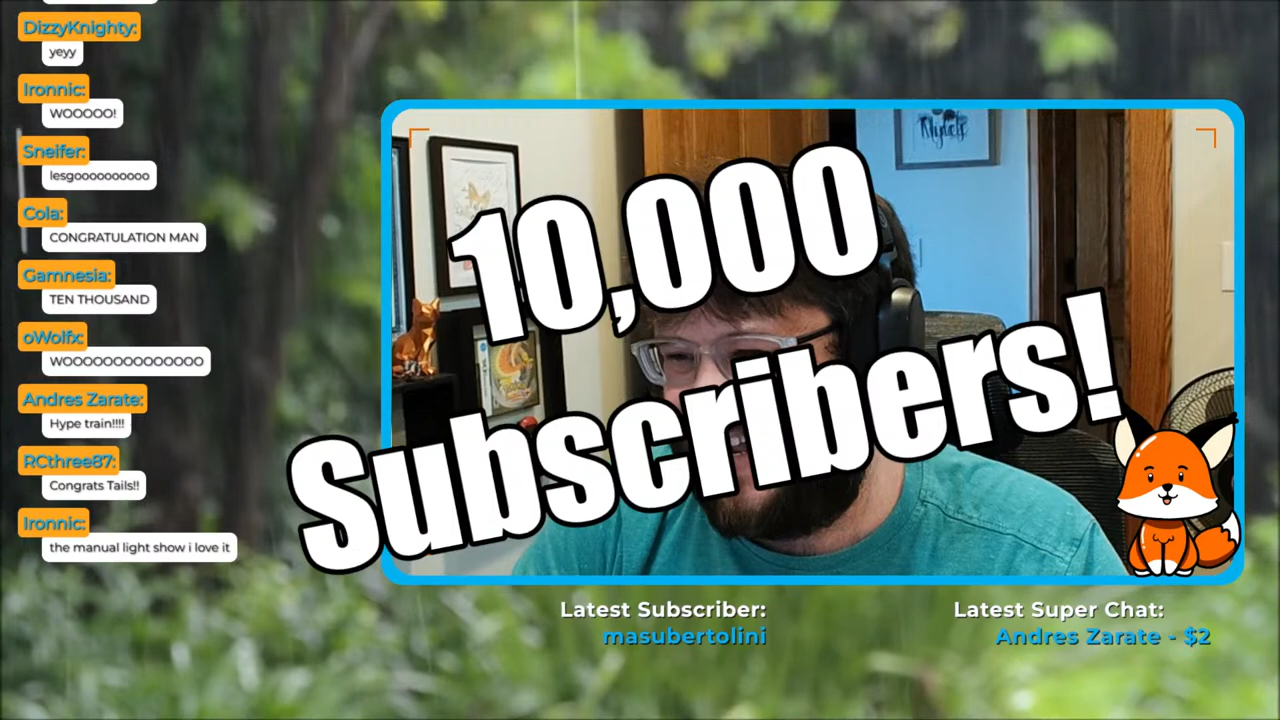 DizzyKnighty:
yeyy
Ironnic:
WOOOOO!
Sneifer:
lesgoooooooooo
Cola:
CONGRATULATION MAN
Gamnesia:
TEN THOUSAND
oWolfx:
WOOOOOOOOOOOOOO
Andres Zarate:
Hype train!!!!
RCthree87:
Congrats Tails!!
Ironnic:
the manual light show i love it
10,000
Subscribers!
Latest Subscriber:
masubertolini
Latest Super Chat:
Andres Zarate - $2